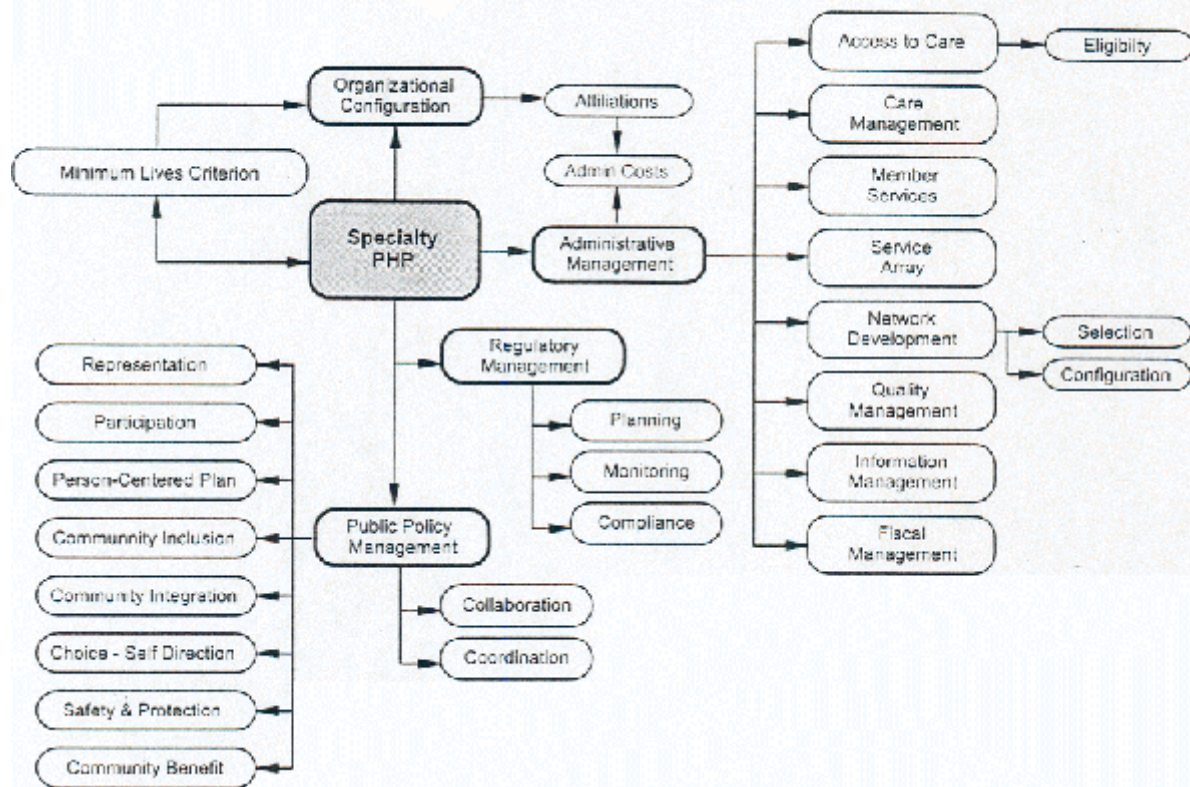 Organizational
Configuration
Affiliations
Minimum Lives Criterion
Admin Costs
Specialty
PHP
Administrative
Management
Access to Care
Eligibilty
Care
Management
Member
Services
Service
Array
Network
Development
Selection
Configuration
Quality
Management
Information
Management
Fiscal
Management
Regulatory
Management
Planning
Monitoring
Compliance
Public Policy
Management
Collaboration
Coordination
Representation
Participation
Person-Centered Plan
Communnity Inclusion
Community Integration
Choice - Self Direction
Safety & Protection
Community Benefit